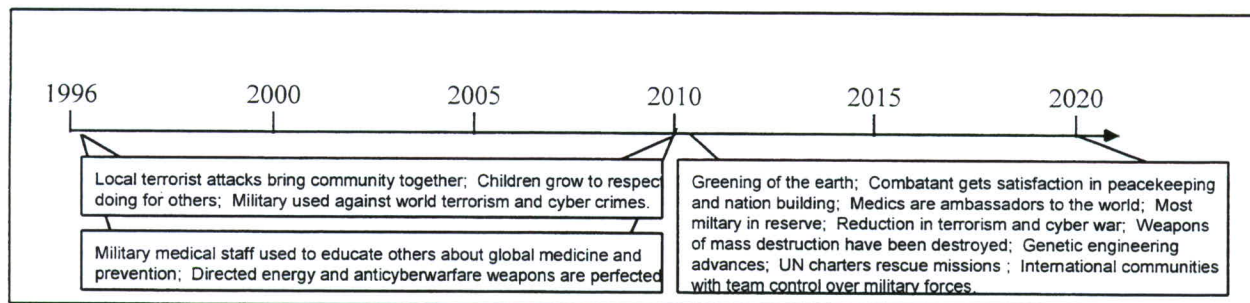 1996 2000 2005 2010 2015 2020
Local terrorist attacks bring community together; Children grow to respect
doing for others; Military used against world terrorism and cyber crimes.
Military medical staff used to educate others about global medicine and
prevention; Directed energy and anticyberwarfare weapons are perfected
Greening of the earth; Combatant gets satisfaction in peacekeeping
and nation building; Medics are ambassadors to the world; Most
miltary in reserve; Reduction in terrorism and cyber war; Weapons
of mass destruction have been destroyed; Genetic engineering
advances; UN charters rescue missions ; International communities
with team control over military forces.